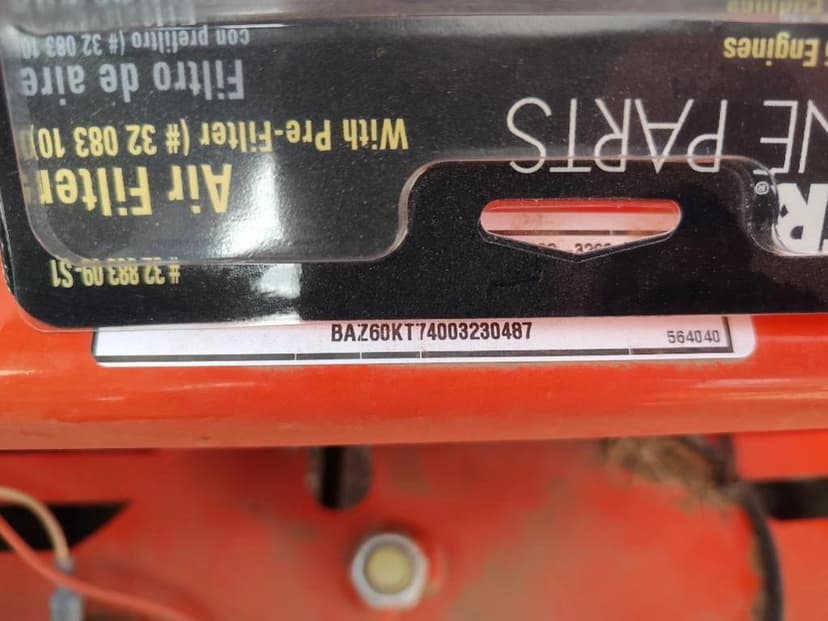 # 32 883 09-S1
Air Filter
With Pre-Filter (# 32 083 10
Filtro de aire
con prefiltro (# 32 083 10
NE PARTS
Engines
R®
BAZ60KT74003230487
564040